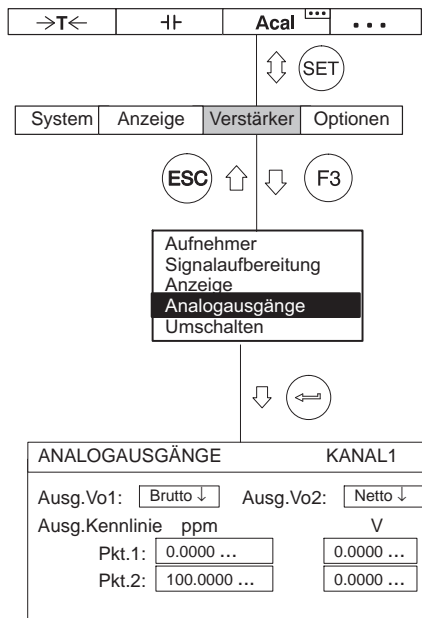 →T← ⊣⊢ Acal ... ...
SET
System Anzeige Verstärker Optionen
ESC F3
Aufnehmer
Signalaufbereitung
Anzeige
Analogausgänge
Umschalten
ANALOGAUSGÄNGE KANAL1
Ausg.Vo1: Brutto↓ Ausg.Vo2: Netto↓
Ausg.Kennlinie ppm V
Pkt.1: 0.0000 ... 0.0000 ...
Pkt.2: 100.0000 ... 0.0000 ...